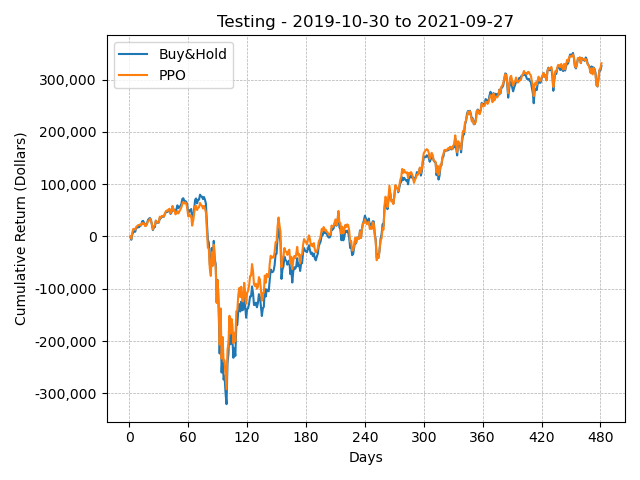 Testing - 2019-10-30 to 2021-09-27
Buy&Hold
PPO
Cumulative Return (Dollars)
300,000
200,000
100,000
0
-100,000
-200,000
-300,000
0 60 120 180 240 300 360 420 480
Days